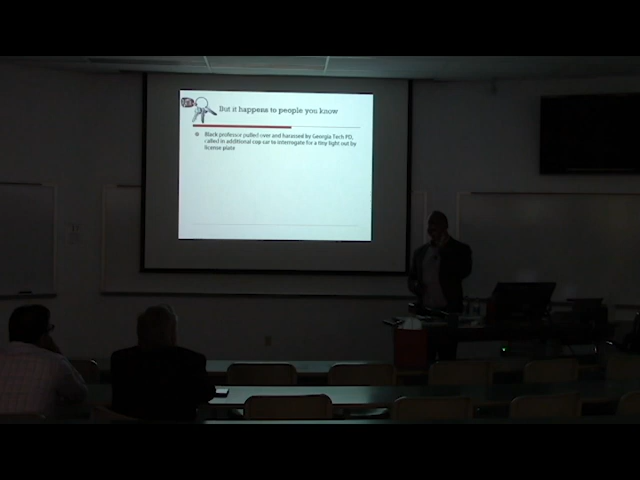 But it happens to people you know
Black professor pulled over and harassed by Georgia Tech PD,
called in additional cop car to interrogate for a tiny light out by
license plate